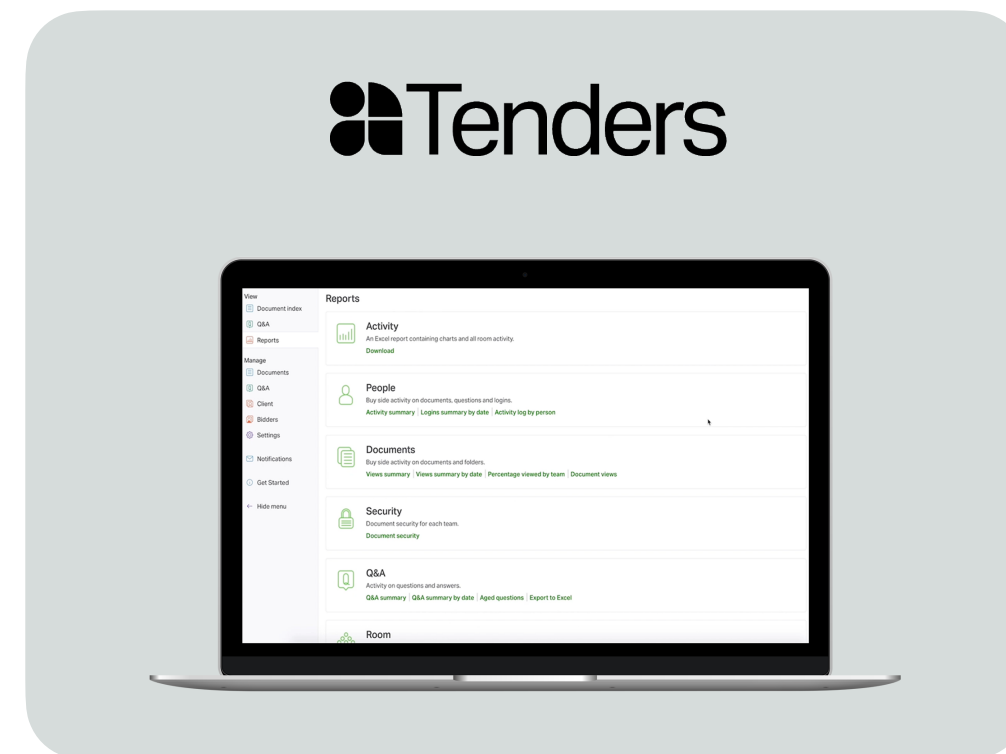 Tenders
View
Document index
Q&A
Reports
Manage
Documents
Q&A
Client
Bidders
Settings
Notifications
Get Started
Hide menu
Reports
Activity
An Excel report containing charts and all room activity.
Download
People
Buy side activity on documents, questions and logins.
Activity summary | Logins summary by date | Activity log by person
Documents
Buy side activity on documents and folders.
Views summary | Views summary by date | Percentage viewed by team | Document views
Security
Document security for each team.
Document security
Q&A
Activity on questions and answers.
Q&A summary | Q&A summary by date | Aged questions | Export to Excel
Room